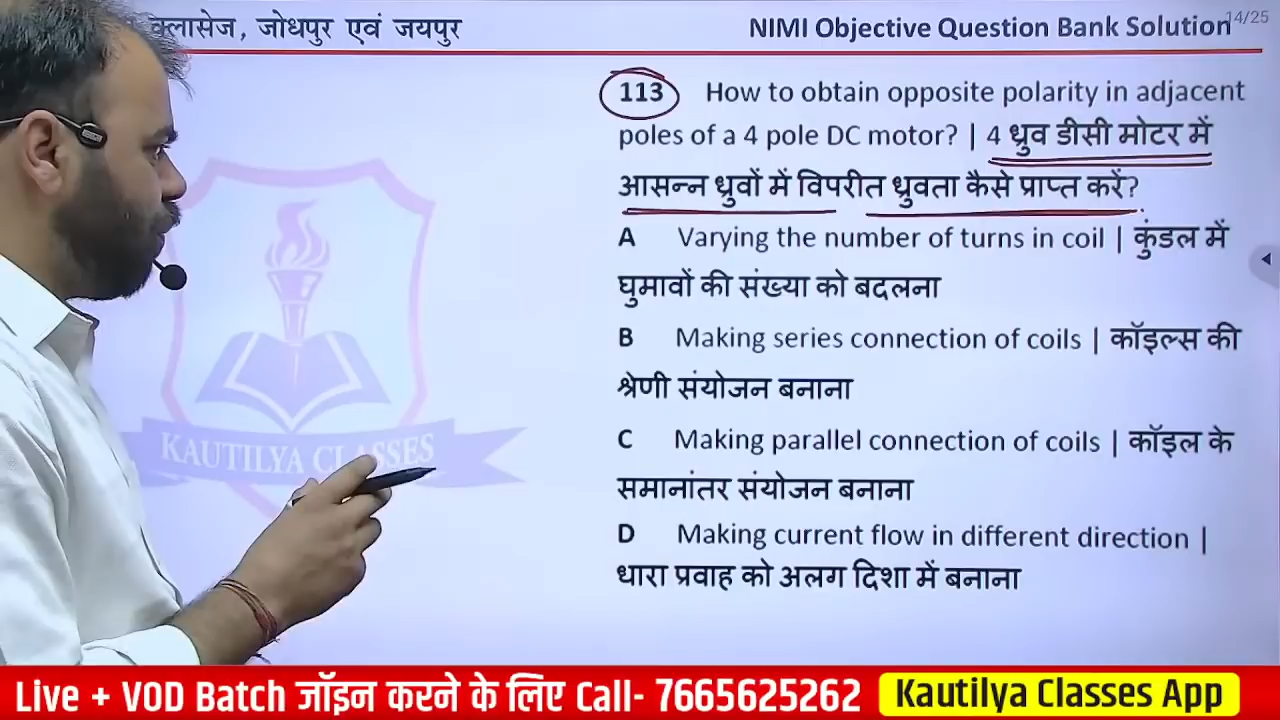 क्लासेज, जोधपुर एवं जयपुर
NIMI Objective Question Bank Solution
14/25
113 How to obtain opposite polarity in adjacent
poles of a 4 pole DC motor? | 4 ध्रुव डीसी मोटर में
आसन्न ध्रुवों में विपरीत ध्रुवता कैसे प्राप्त करें?
A Varying the number of turns in coil | कुंडल में
घुमावों की संख्या को बदलना
B Making series connection of coils | कॉइल्स की
श्रेणी संयोजन बनाना
C Making parallel connection of coils | कॉइल के
समानांतर संयोजन बनाना
D Making current flow in different direction |
धारा प्रवाह को अलग दिशा में बनाना
KAUTILYA CLASSES
Live + VOD Batch जॉइन करने के लिए Call- 7665625262
Kautilya Classes App